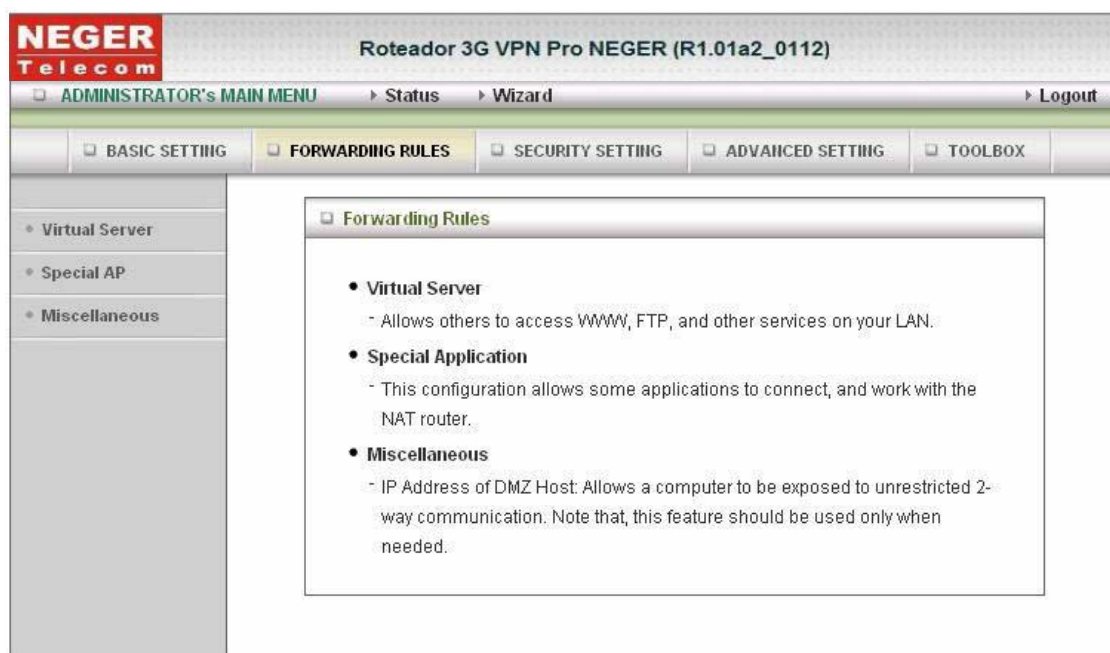 NEGER
Telecom
Roteador 3G VPN Pro NEGER (R1.01a2_0112)
ADMINISTRATOR's MAIN MENU Status Wizard Logout
BASIC SETTING FORWARDING RULES SECURITY SETTING ADVANCED SETTING TOOLBOX
Virtual Server
Special AP
Miscellaneous
Forwarding Rules
• Virtual Server
- Allows others to access WWW, FTP, and other services on your LAN.
• Special Application
- This configuration allows some applications to connect, and work with the
NAT router.
• Miscellaneous
- IP Address of DMZ Host: Allows a computer to be exposed to unrestricted 2-
way communication. Note that, this feature should be used only when
needed.